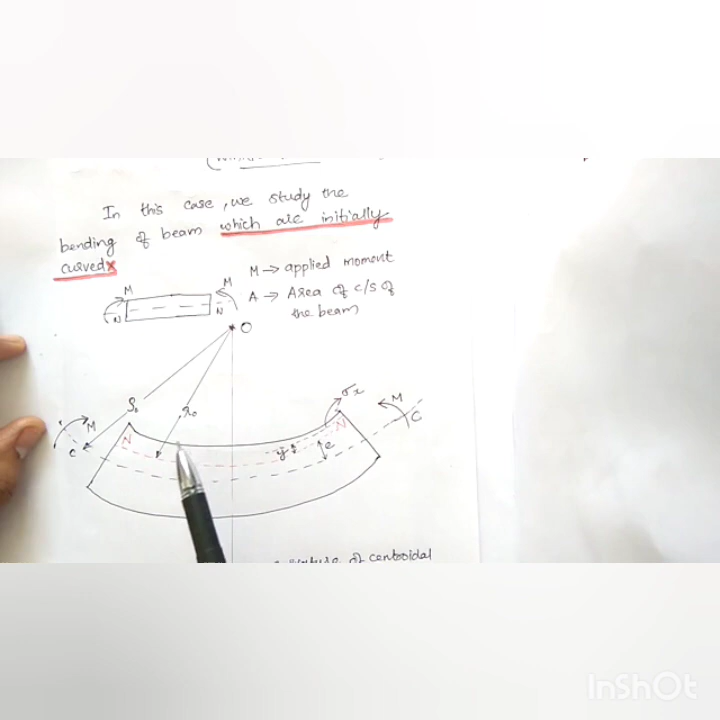 In this case, we study the
bending of beam which are initially
curved
M → applied moment
A → Area of c/s of
the beam
M
M
N
N
O
ρ₀
r₀
σx
M
M
C
C
N
N
y
e
of centroidal
InShOt